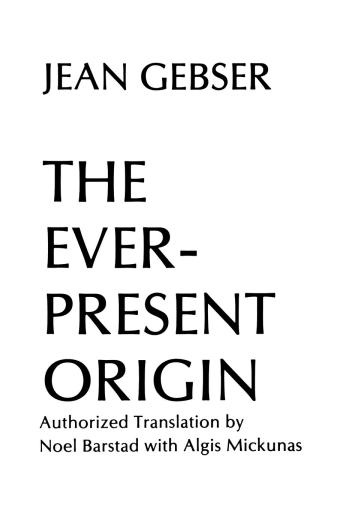 JEAN GEBSER
THE
EVER-
PRESENT
ORIGIN
Authorized Translation by
Noel Barstad with Algis Mickunas